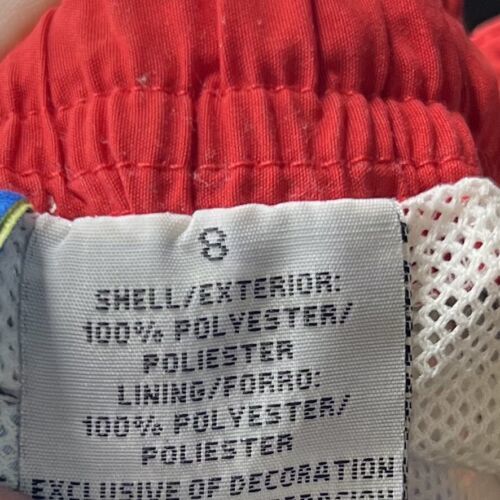 8
SHELL/EXTERIOR:
100% POLYESTER/
POLIESTER
LINING/FORRO:
100% POLYESTER/
POLIESTER
EXCLUSIVE OF DECORATION